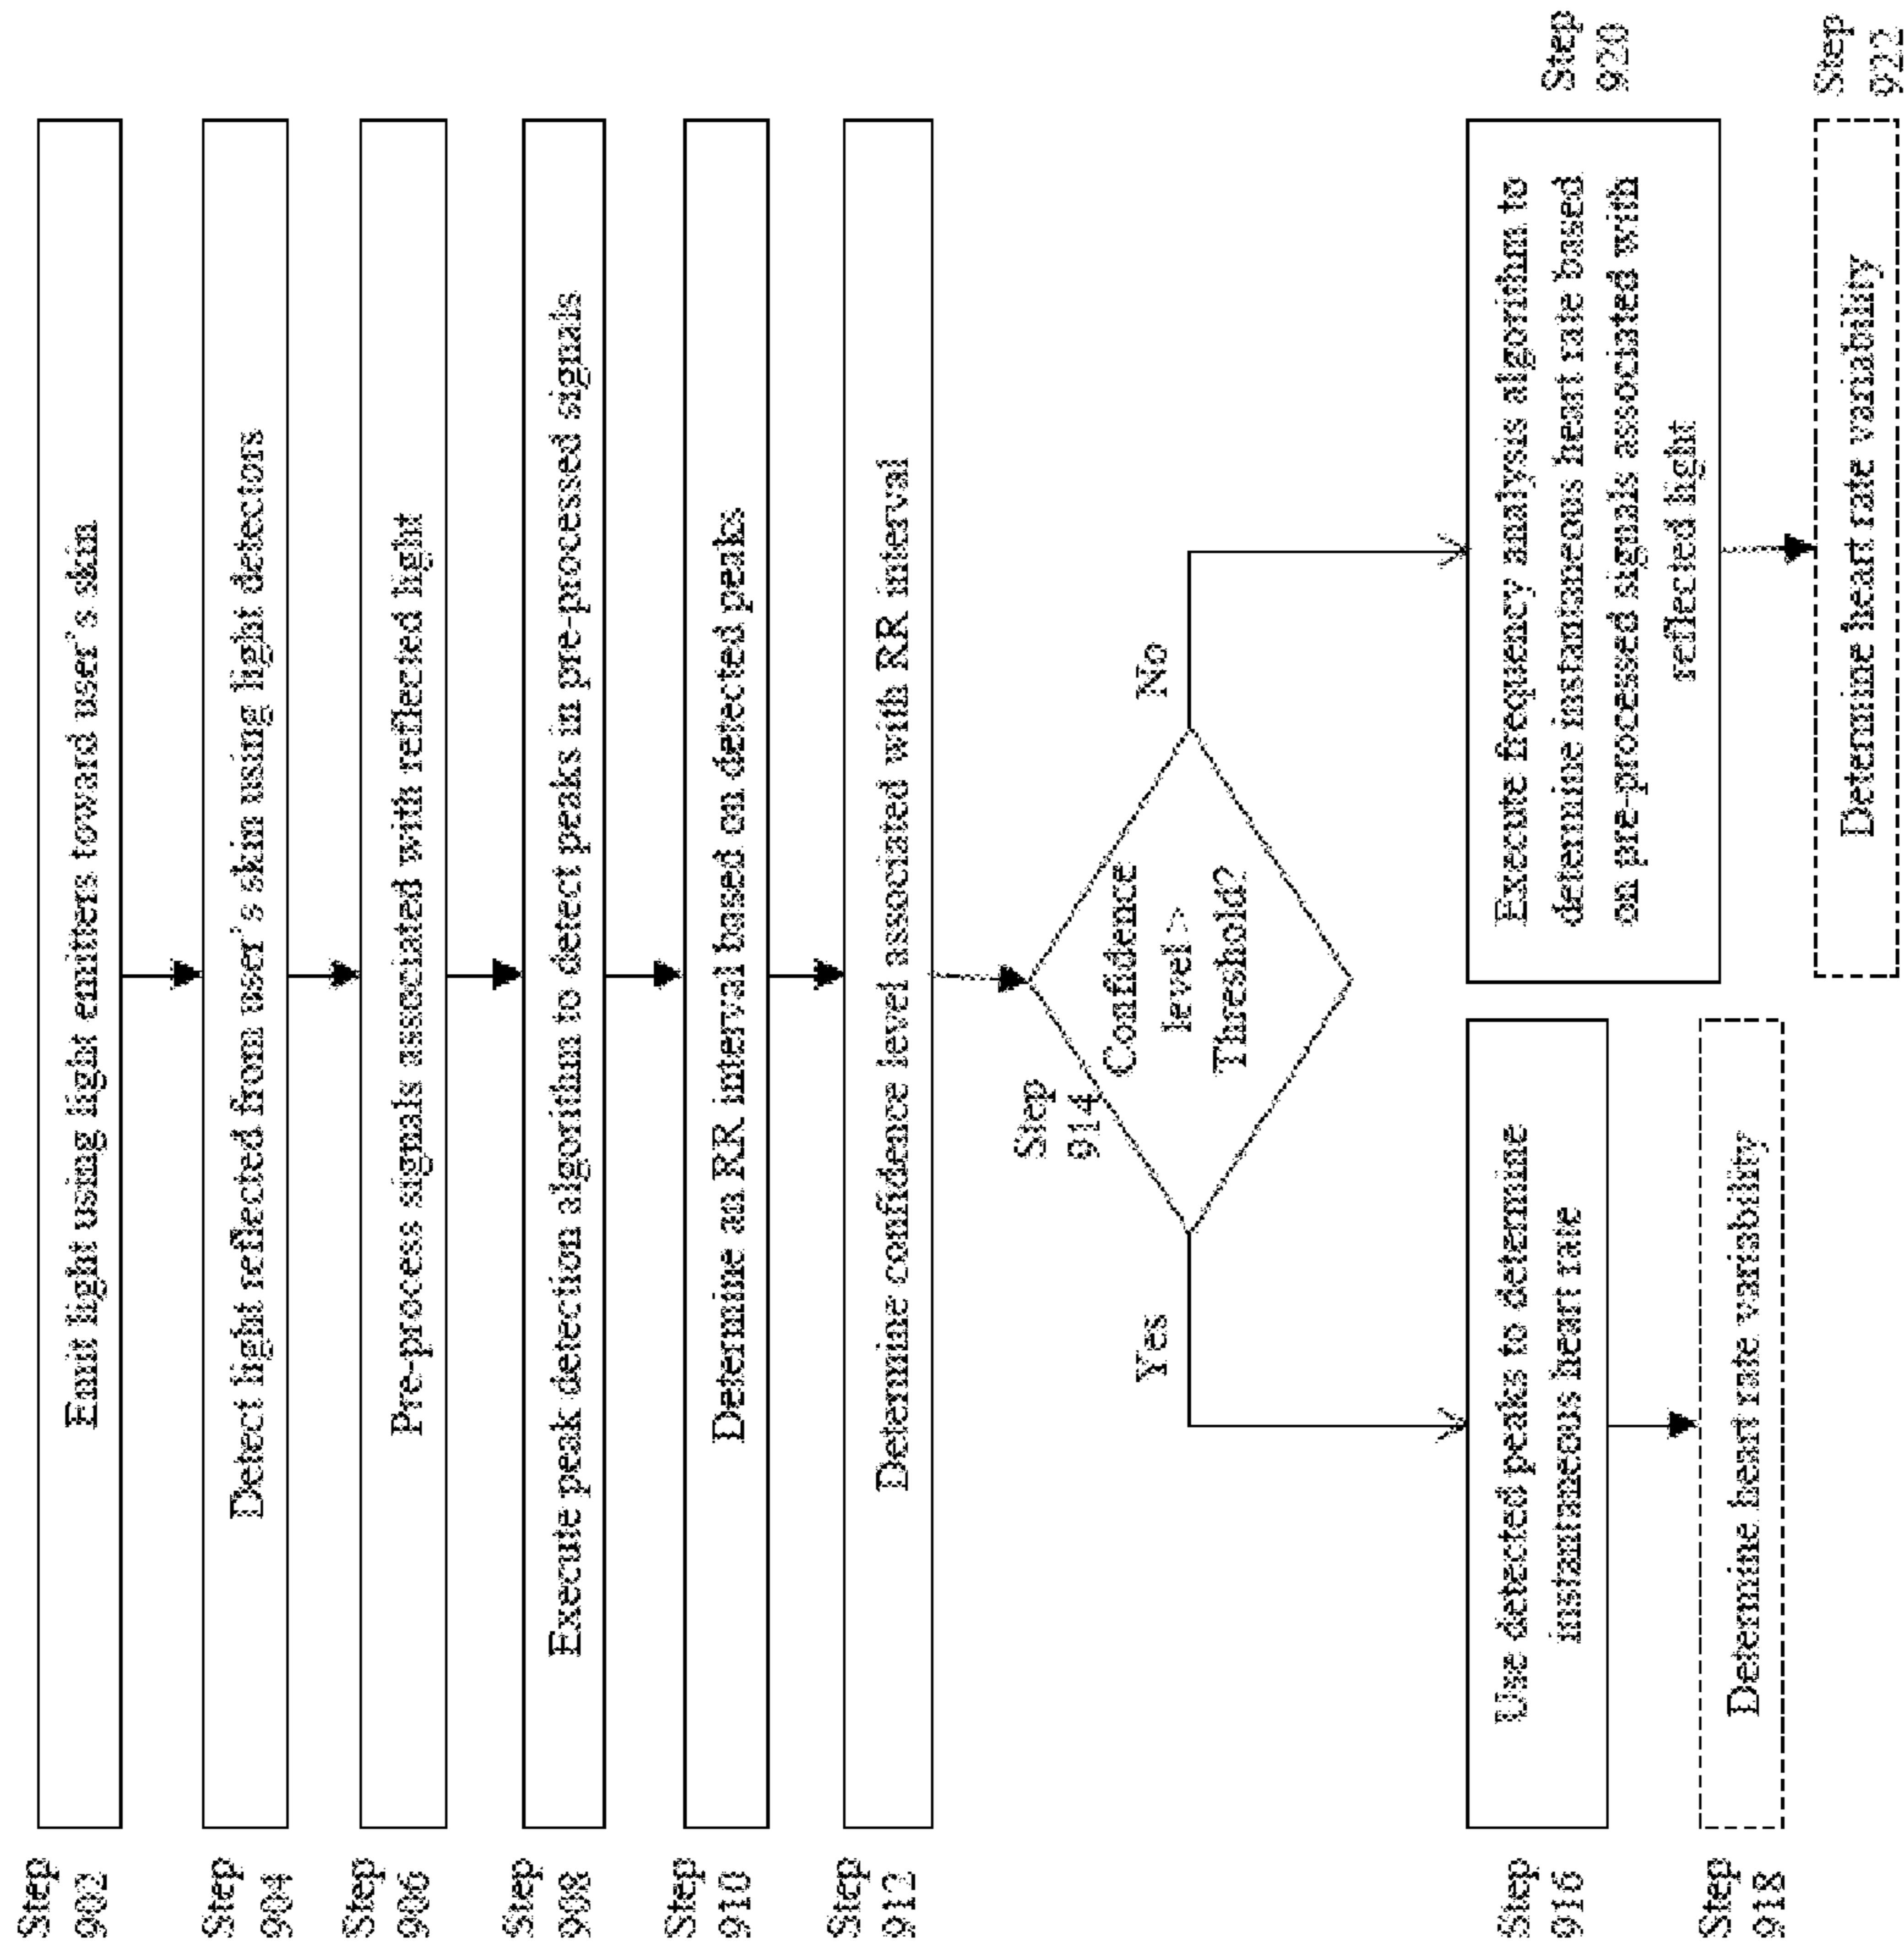 Step
902
Emit light using light emitters toward user's skin
Step
904
Detect light reflected from user's skin using light detectors
Step
906
Pre-process signals associated with reflected light
Step
908
Execute peak detection algorithm to detect peaks in pre-processed signals
Step
910
Determine an RR interval based on detected peaks
Step
912
Determine confidence level associated with RR interval
Step
914
Confidence
level >
Threshold?
Yes
No
Step
916
Use detected peaks to determine
instantaneous heart rate
Step
918
Determine heart rate variability
Execute frequency analysis algorithm to
determine instantaneous heart rate based
on pre-processed signals associated with
reflected light
Step
920
Determine heart rate variability
Step
922